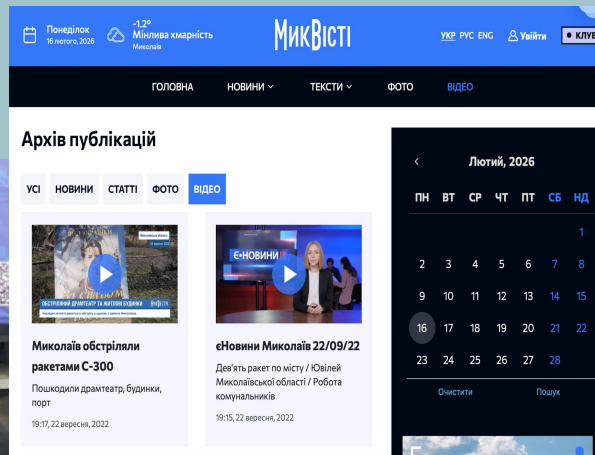 Понеділок
16 лютого, 2026
-1.2°
Мінлива хмарність
Миколаїв
МикВісті
УКР РУС ENG
Увійти
КЛУБ
ГОЛОВНА НОВИНИ ТЕКСТИ ФОТО ВІДЕО
Архів публікацій
УСІ НОВИНИ СТАТТІ ФОТО ВІДЕО
ОБСТРІЛЯНИЙ ДРАМТЕАТР ТА ЖИТЛОВІ БУДИНКИ
Миколаїв обстріляли
ракетами С-300
Пошкодили драмтеатр, будинки,
порт
19:17, 22 вересня, 2022
Є•НОВИНИ
єНовини Миколаїв 22/09/22
Дев'ять ракет по місту / Ювілей
Миколаївської області / Робота
комунальників
19:15, 22 вересня, 2022
Лютий, 2026
ПН ВТ СР ЧТ ПТ СБ НД
1
2 3 4 5 6 7 8
9 10 11 12 13 14 15
16 17 18 19 20 21 22
23 24 25 26 27 28
Очистити Пошук